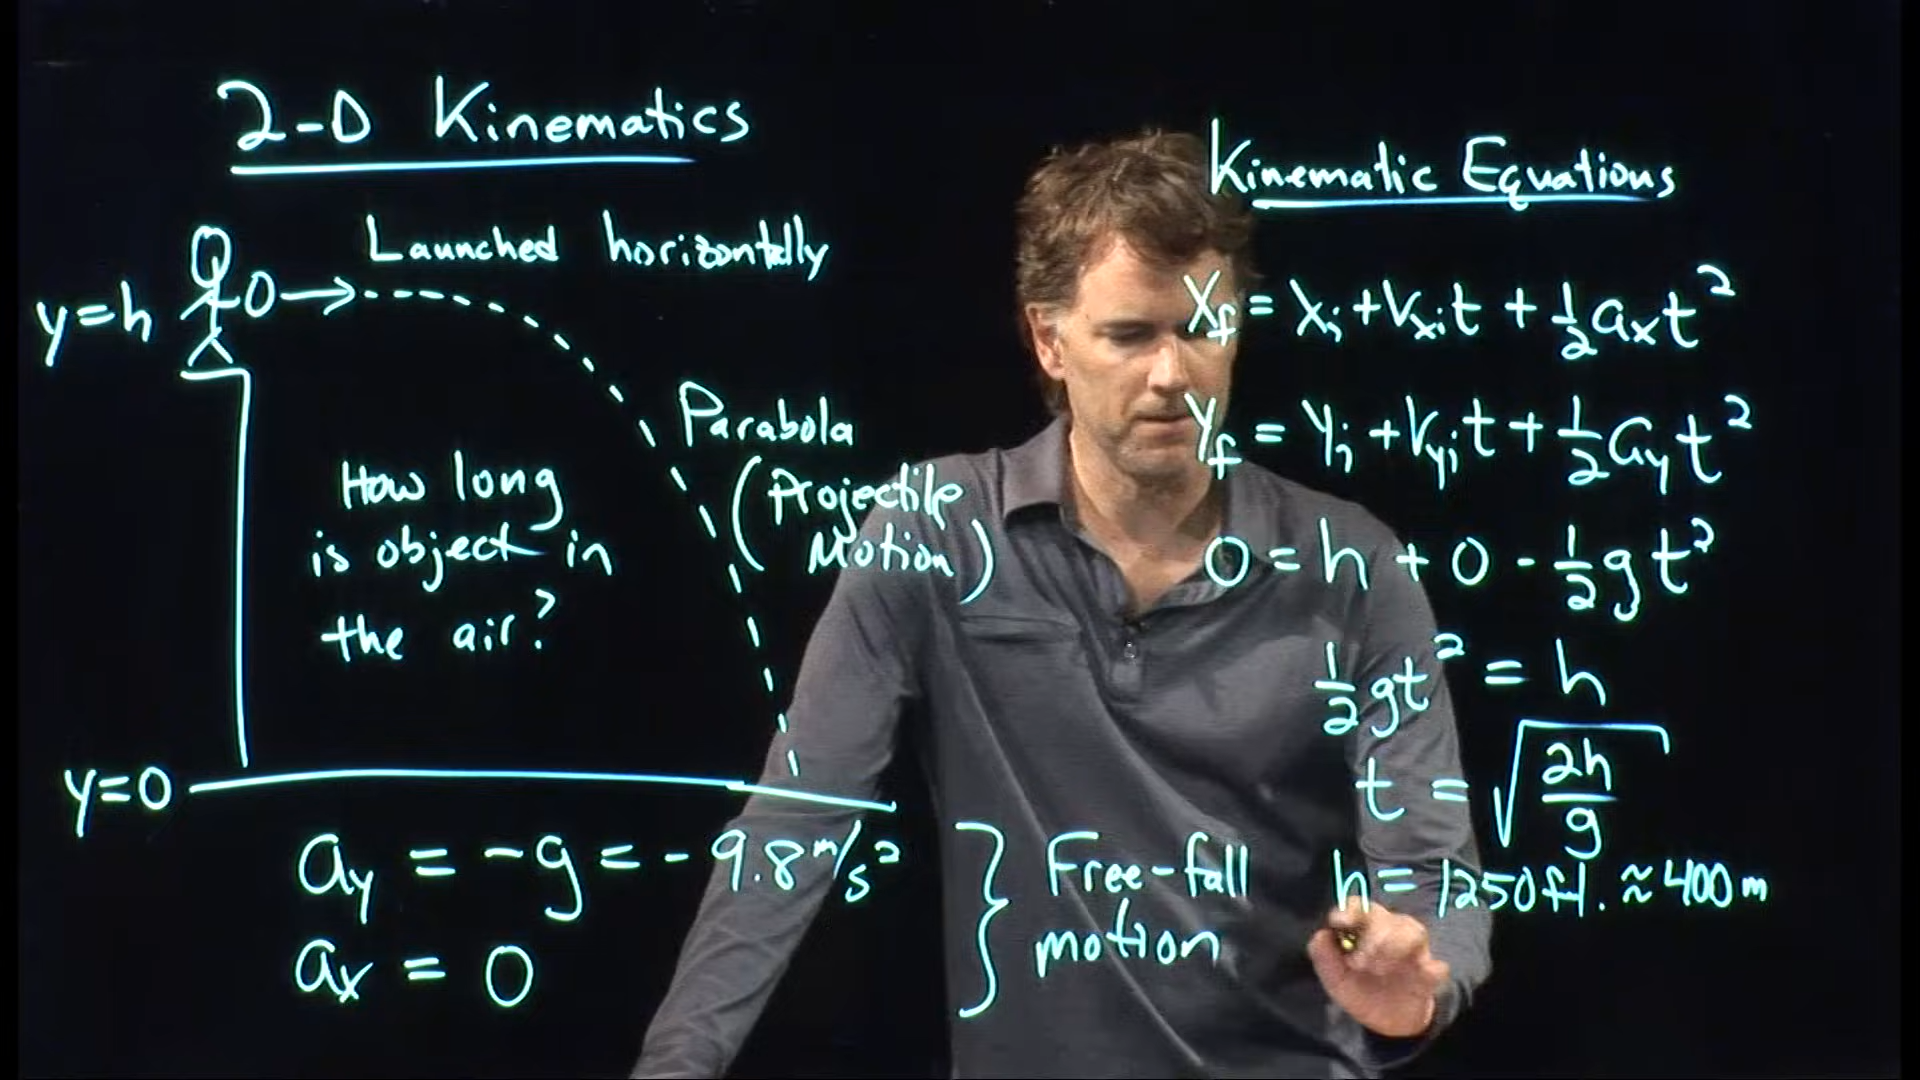 2-D Kinematics
Launched horizontally
y=h
Parabola
(Projectile
Motion)
How long
is object in
the air?
y=0
ay = -g = -9.8 m/s²
ax = 0
} Free-fall
motion
Kinematic Equations
Xf = Xi + Vxit + ½axt²
Yf = Yi + Vyit + ½ayt²
0 = h + 0 - ½gt²
½gt² = h
t = √(2h/g)
h = 1250 ft. ≈ 400 m